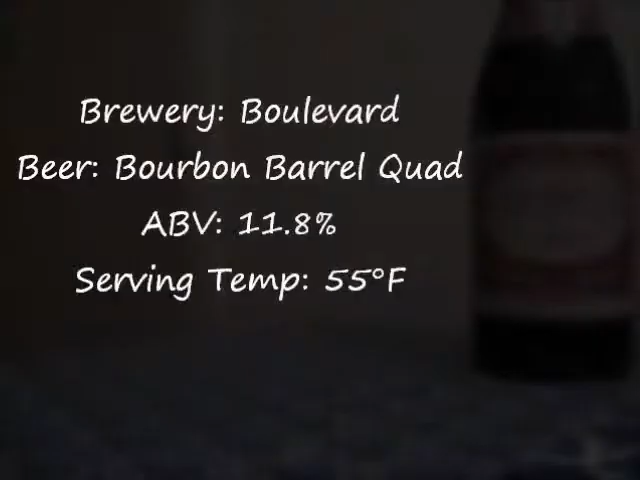 Brewery: Boulevard
Beer: Bourbon Barrel Quad
ABV: 11.8%
Serving Temp: 55°F